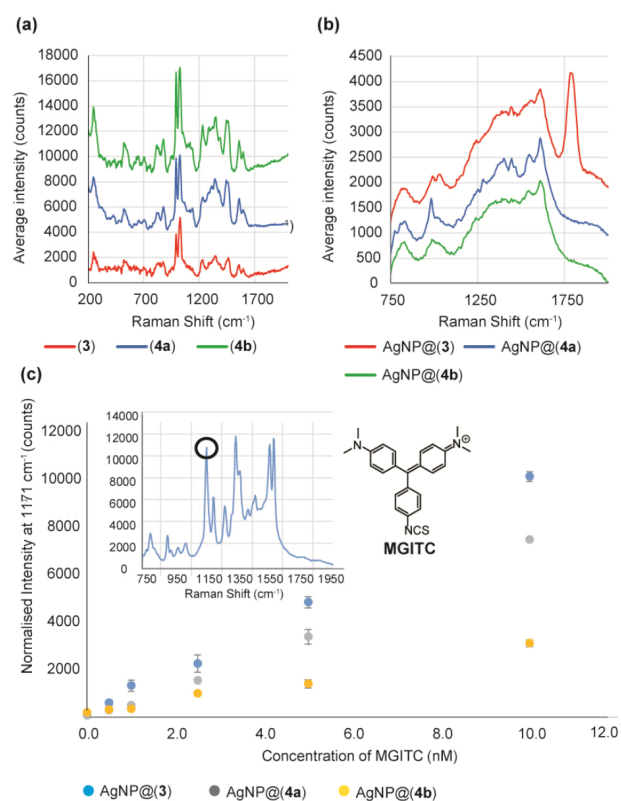 (a)
(b)
Average intensity (counts)
18000
16000
14000
12000
10000
8000
6000
4000
2000
0
200 700 1200 1700
Raman Shift (cm⁻¹)
¹)
(3) (4a) (4b)
Average intensity (counts)
4500
4000
3500
3000
2500
2000
1500
1000
500
0
750 1250 1750
Raman Shift (cm⁻¹)
AgNP@(3) AgNP@(4a)
AgNP@(4b)
(c)
Normalised Intensity at 1171 cm⁻¹ (counts)
12000
10000
8000
6000
4000
2000
0.0 2.0 4.0 6.0 8.0 10.0 12.0
Concentration of MGITC (nM)
14000
12000
10000
8000
6000
4000
2000
0
750 950 1150 1350 1550 1750 1950
Raman Shift (cm⁻¹)
N
N
⊕
NCS
MGITC
AgNP@(3) AgNP@(4a) AgNP@(4b)